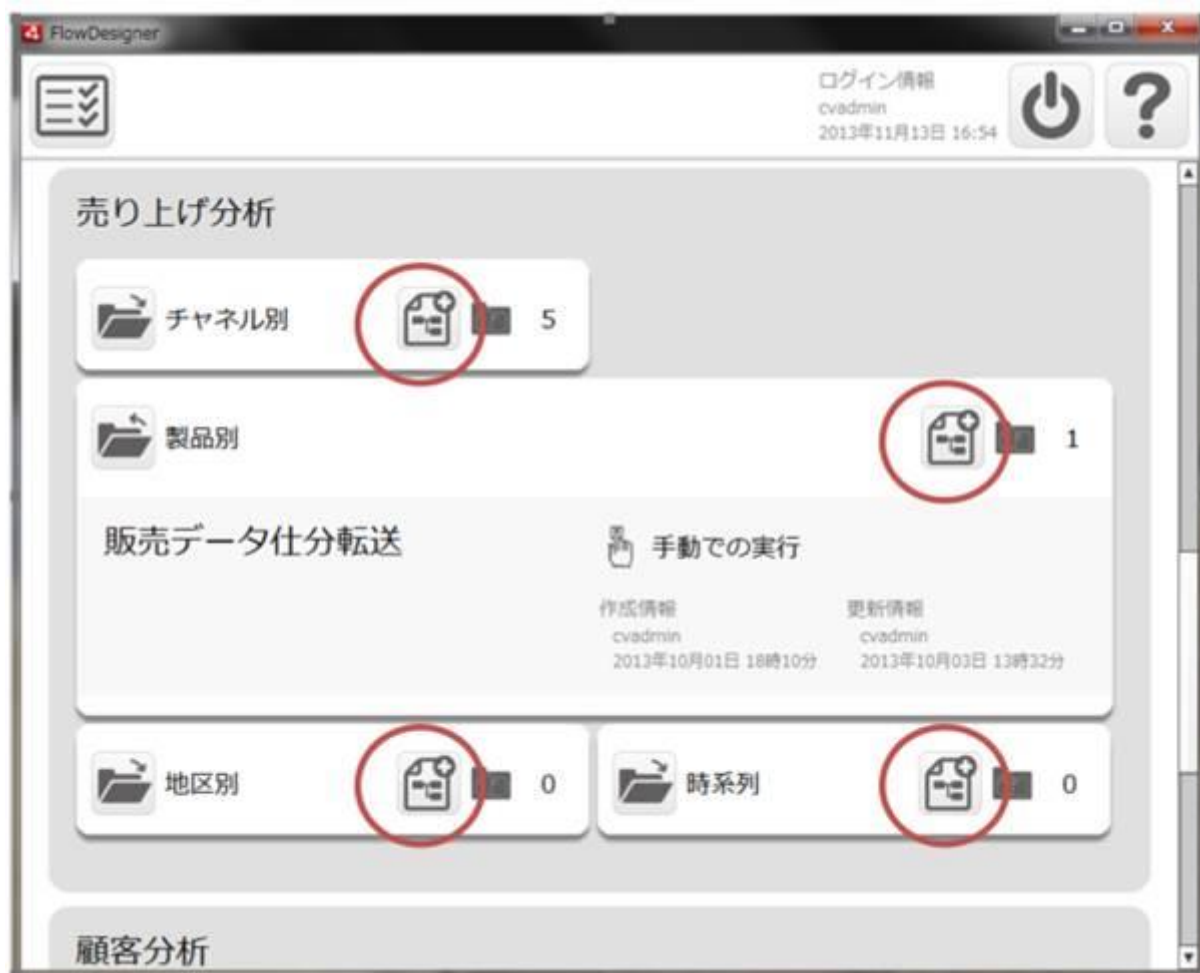 FlowDesigner
ログイン情報
cvadmin
2013年11月13日 16:54
売り上げ分析
チャネル別
5
製品別
1
販売データ仕分転送
手動での実行
作成情報
cvadmin
2013年10月01日 18時10分
更新情報
cvadmin
2013年10月03日 13時32分
地区別
0
時系列
0
顧客分析